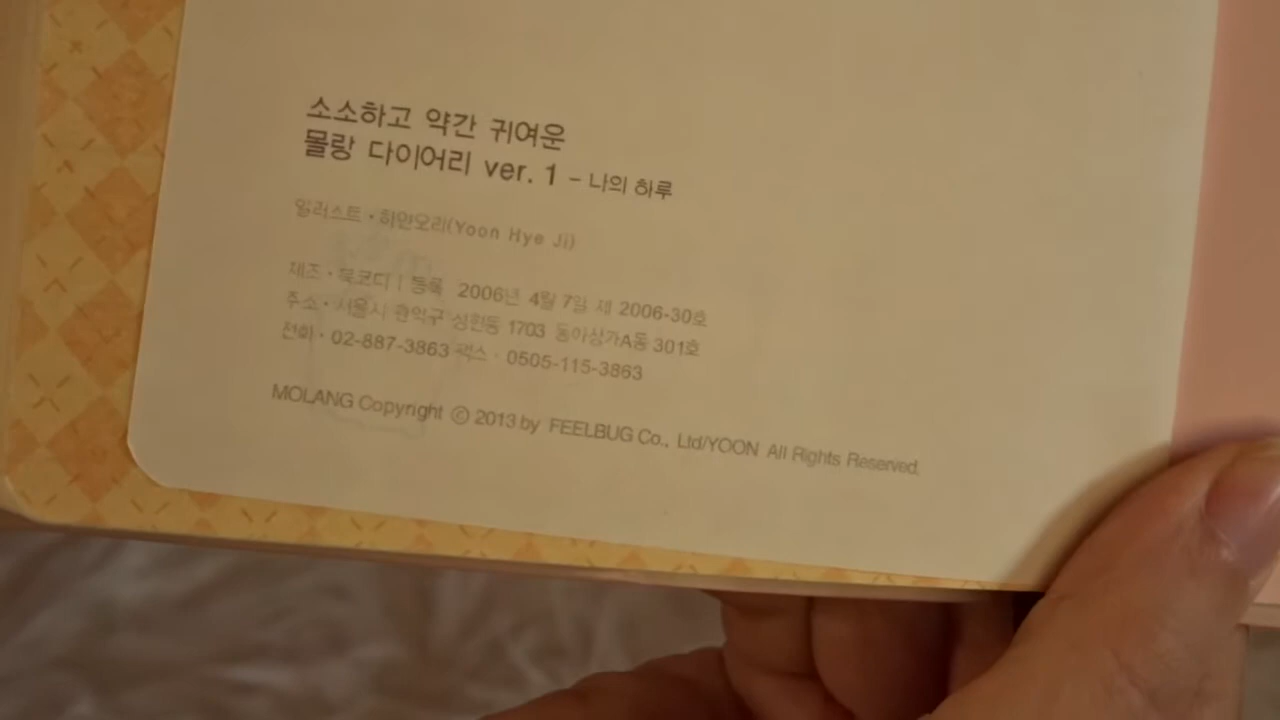 소소하고 약간 귀여운
몰랑 다이어리 ver. 1 - 나의 하루
일러스트 · 하얀오리(Yoon Hye Ji)
제조 · 북코디 | 등록 2006년 4월 7일 제 2006-30호
주소 · 서울시 관악구 성현동 1703 동아상가A동 301호
전화 · 02-887-3863 팩스 · 0505-115-3863
MOLANG Copyright © 2013.by FEELBUG Co., Ltd/YOON All Rights Reserved.